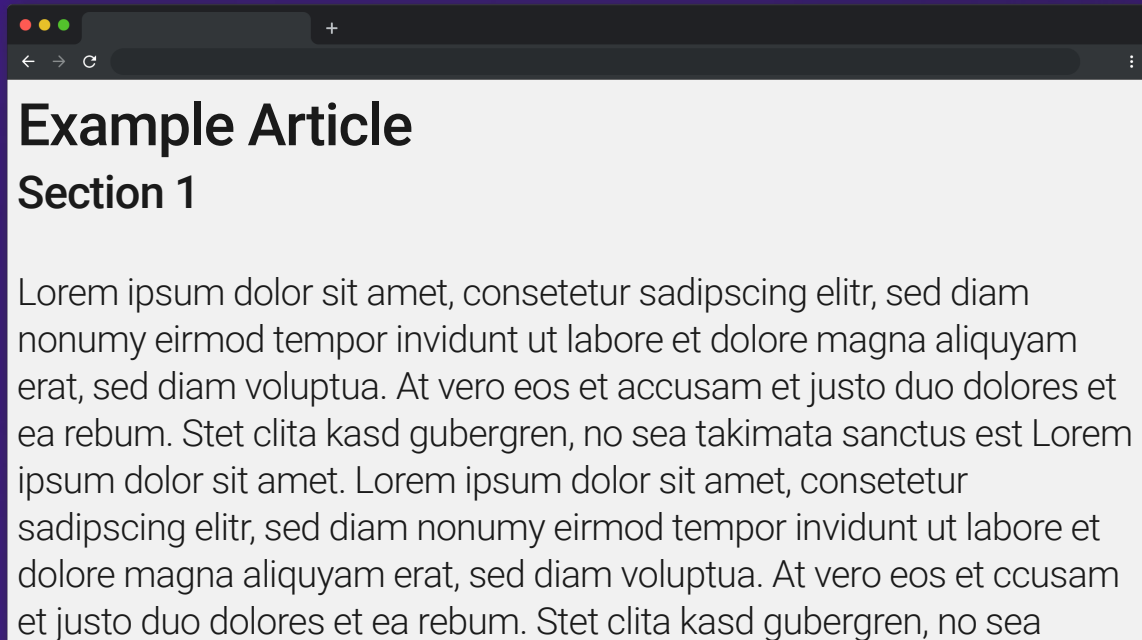 Example Article
Section 1
Lorem ipsum dolor sit amet, consetetur sadipscing elitr, sed diam
nonumy eirmod tempor invidunt ut labore et dolore magna aliquyam
erat, sed diam voluptua. At vero eos et accusam et justo duo dolores et
ea rebum. Stet clita kasd gubergren, no sea takimata sanctus est Lorem
ipsum dolor sit amet. Lorem ipsum dolor sit amet, consetetur
sadipscing elitr, sed diam nonumy eirmod tempor invidunt ut labore et
dolore magna aliquyam erat, sed diam voluptua. At vero eos et ccusam
et justo duo dolores et ea rebum. Stet clita kasd gubergren, no sea